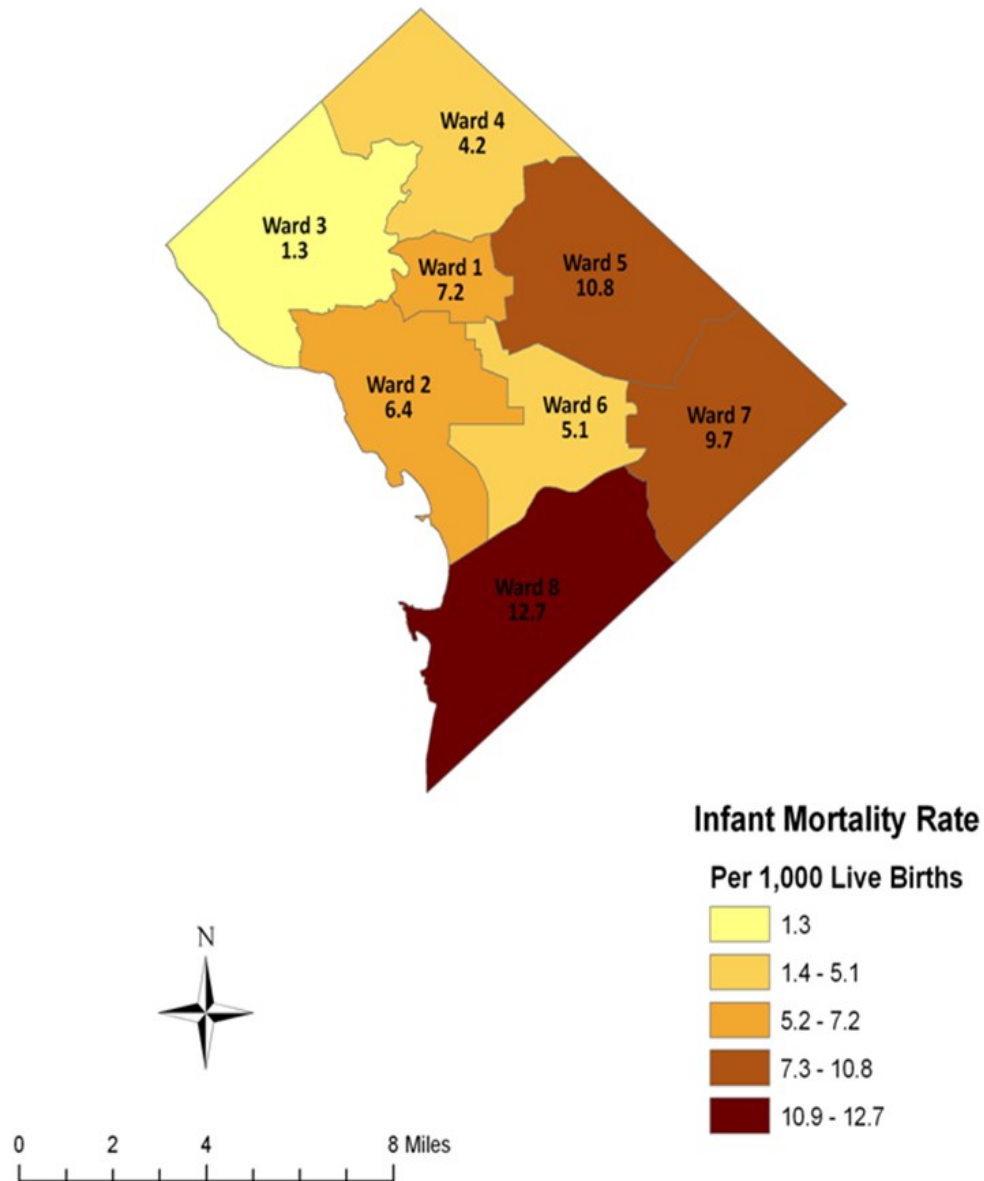 Ward 4
4.2
Ward 3
1.3
Ward 1
7.2
Ward 5
10.8
Ward 2
6.4
Ward 6
5.1
Ward 7
9.7
Ward 8
12.7
Infant Mortality Rate
Per 1,000 Live Births
1.3
1.4 - 5.1
5.2 - 7.2
7.3 - 10.8
10.9 - 12.7
N
0 2 4 8 Miles